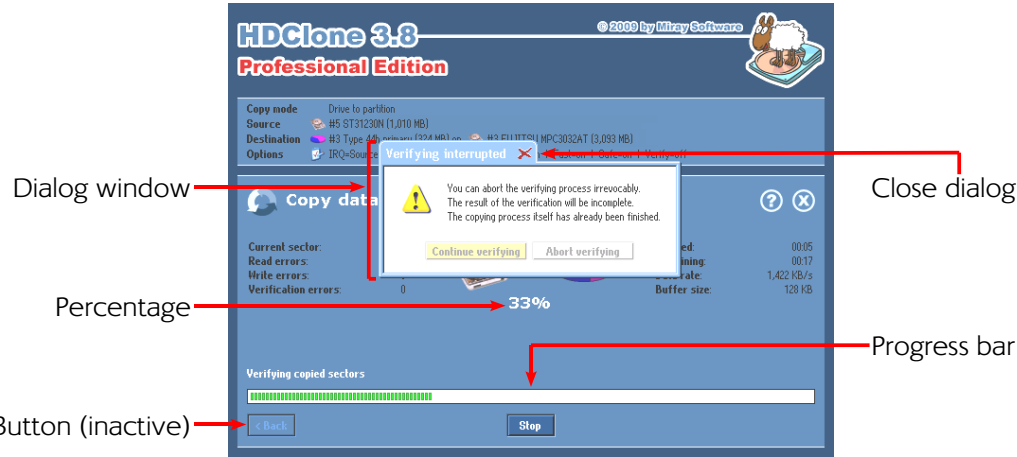 HDClone 3.8
© 2009 by Miray Software
Professional Edition
Copy mode Drive to partition
Source #5 ST31230N (1,010 MB)
Destination #3 Type 44h primary (324 MB) on #3 FUJITSU MPC3032AT (3,093 MB)
Options IRQ=Source
Verifying interrupted
You can abort the verifying process irrevocably.
The result of the verification will be incomplete.
The copying process itself has already been finished.
Continue verifying Abort verifying
Dialog window
Close dialog
Copy data
Current sector:
Read errors:
Write errors:
Verification errors: 0
00:05
00:17
1,422 KB/s
Buffer size: 128 KB
Percentage
33%
Progress bar
Verifying copied sectors
Button (inactive)
< Back
Stop